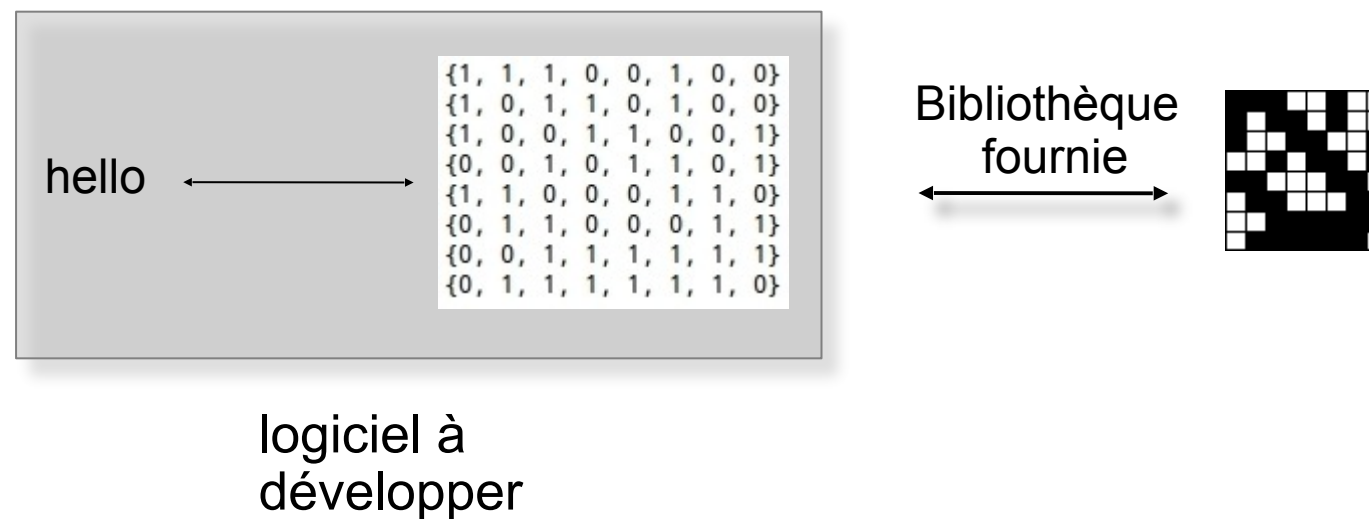 hello
{1, 1, 1, 0, 0, 1, 0, 0}
{1, 0, 1, 1, 0, 1, 0, 0}
{1, 0, 0, 1, 1, 0, 0, 1}
{0, 0, 1, 0, 1, 1, 0, 1}
{1, 1, 0, 0, 0, 1, 1, 0}
{0, 1, 1, 0, 0, 0, 1, 1}
{0, 0, 1, 1, 1, 1, 1, 1}
{0, 1, 1, 1, 1, 1, 1, 0}
Bibliothèque
fournie
logiciel à
développer